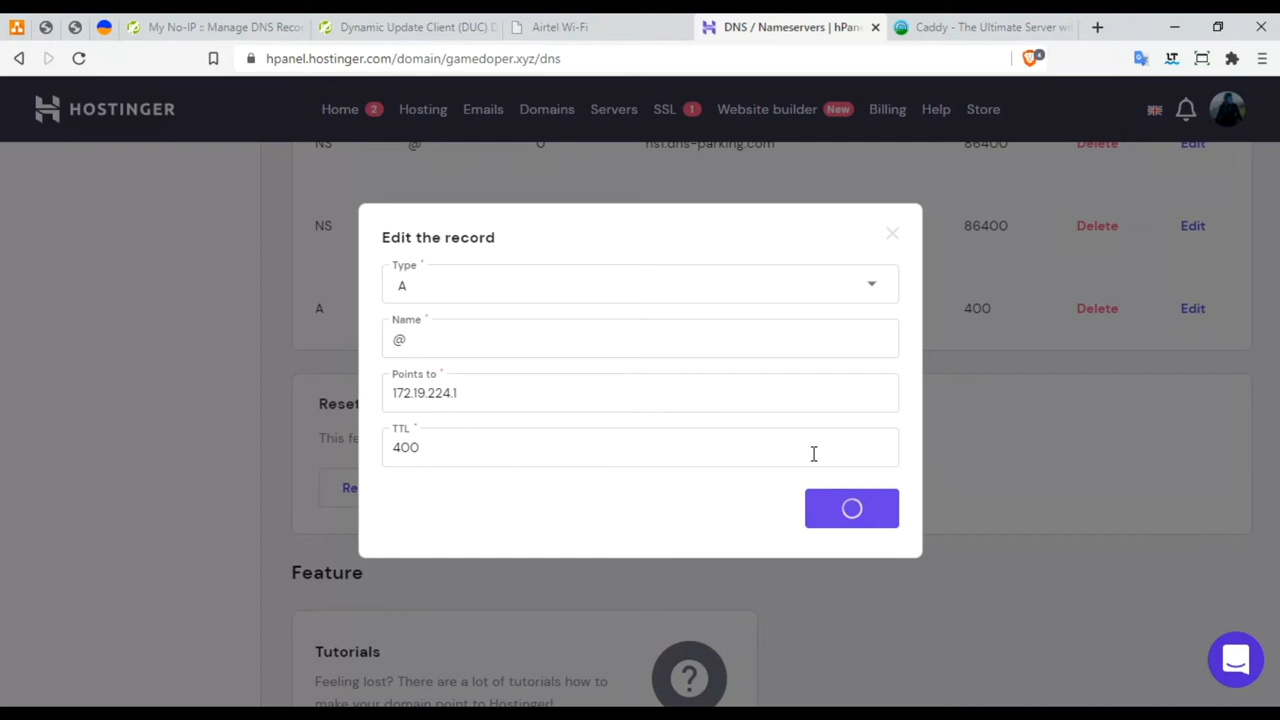 My No-IP :: Manage DNS Reco
Dynamic Update Client (DUC) D
Airtel Wi-Fi
DNS / Nameservers | hPan
Caddy - The Ultimate Server wi
hpanel.hostinger.com/domain/gamedoper.xyz/dns
4
LT
HOSTINGER
Home 2 Hosting Emails Domains Servers SSL 1 Website builder New Billing Help Store
NS @ 0 ns1.dns-parking.com 86400 Delete Edit
NS 86400 Delete Edit
A 400 Delete Edit
Edit the record
Type *
A
Name *
@
Points to *
172.19.224.1
TTL *
400
Reset
This fe
Re
Feature
Tutorials
Feeling lost? There are a lot of tutorials how to
make your domain point to Hostinger!
?